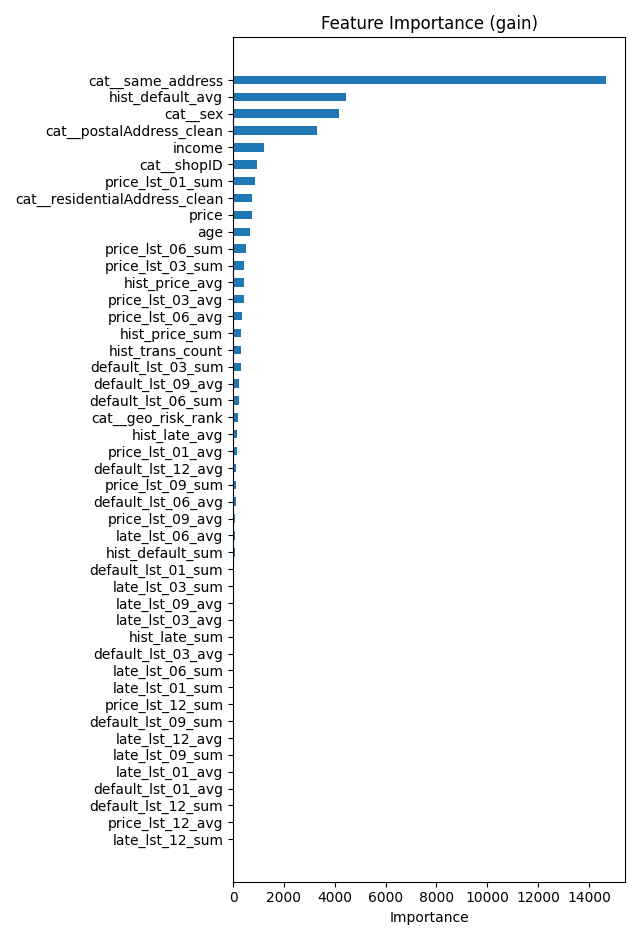 Feature Importance (gain)
cat__same_address
hist_default_avg
cat__sex
cat__postalAddress_clean
income
cat__shopID
price_lst_01_sum
cat__residentialAddress_clean
price
age
price_lst_06_sum
price_lst_03_sum
hist_price_avg
price_lst_03_avg
price_lst_06_avg
hist_price_sum
hist_trans_count
default_lst_03_sum
default_lst_09_avg
default_lst_06_sum
cat__geo_risk_rank
hist_late_avg
price_lst_01_avg
default_lst_12_avg
price_lst_09_sum
default_lst_06_avg
price_lst_09_avg
late_lst_06_avg
hist_default_sum
default_lst_01_sum
late_lst_03_sum
late_lst_09_avg
late_lst_03_avg
hist_late_sum
default_lst_03_avg
late_lst_06_sum
late_lst_01_sum
price_lst_12_sum
default_lst_09_sum
late_lst_12_avg
late_lst_09_sum
late_lst_01_avg
default_lst_01_avg
default_lst_12_sum
price_lst_12_avg
late_lst_12_sum
0 2000 4000 6000 8000 10000 12000 14000
Importance